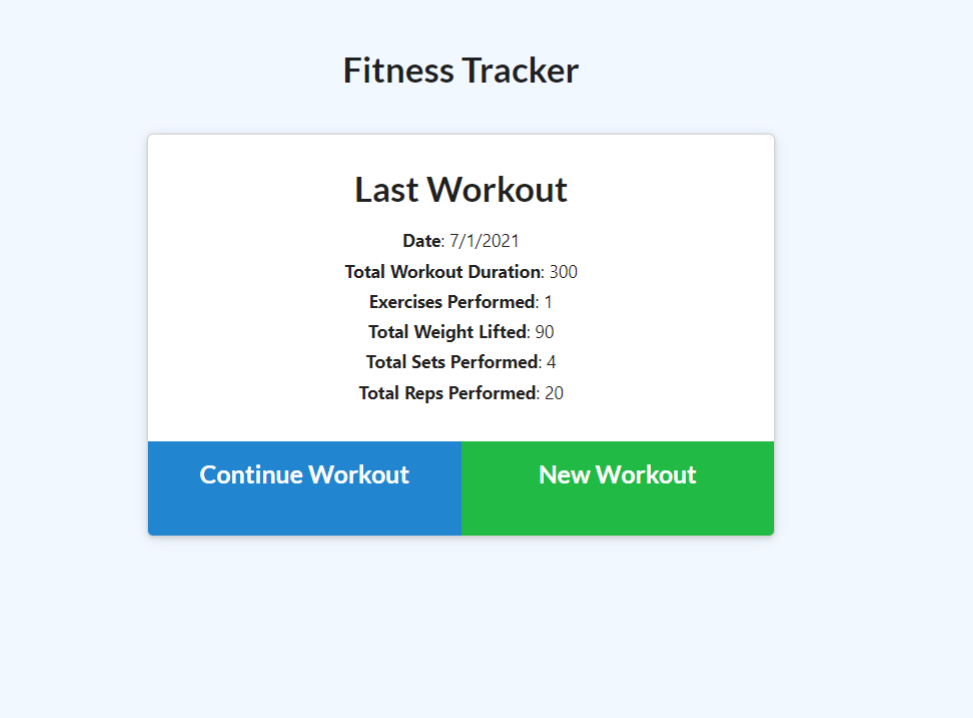 Fitness Tracker
Last Workout
Date: 7/1/2021
Total Workout Duration: 300
Exercises Performed: 1
Total Weight Lifted: 90
Total Sets Performed: 4
Total Reps Performed: 20
Continue Workout
New Workout